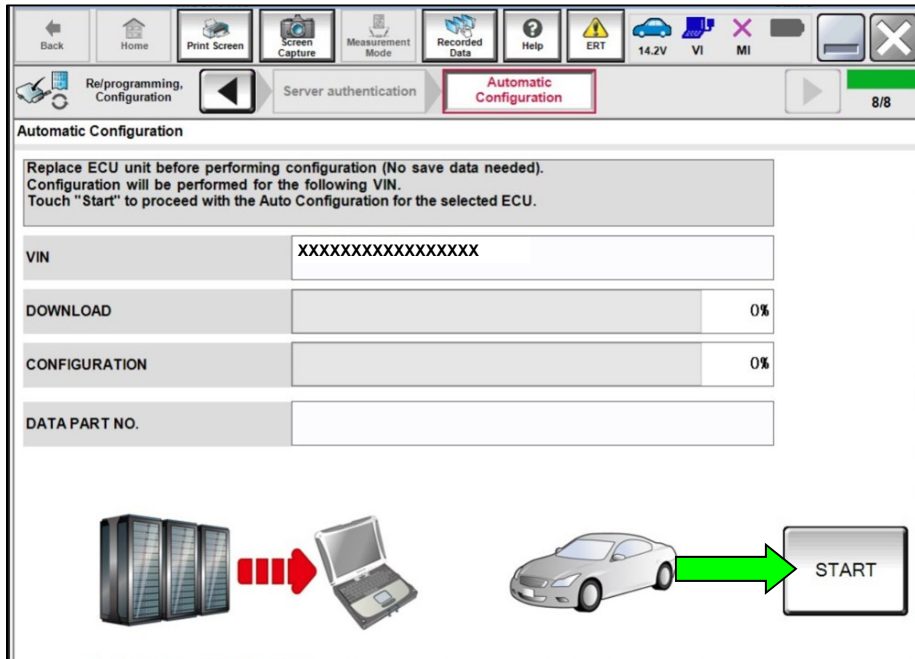 Back
Home
Print Screen
Screen
Capture
Measurement
Mode
Recorded
Data
Help
ERT
14.2V
VI
MI
Re/programming,
Configuration
Server authentication
Automatic
Configuration
8/8
Automatic Configuration
Replace ECU unit before performing configuration (No save data needed).
Configuration will be performed for the following VIN.
Touch "Start" to proceed with the Auto Configuration for the selected ECU.
VIN
XXXXXXXXXXXXXXXXX
DOWNLOAD
0%
CONFIGURATION
0%
DATA PART NO.
START